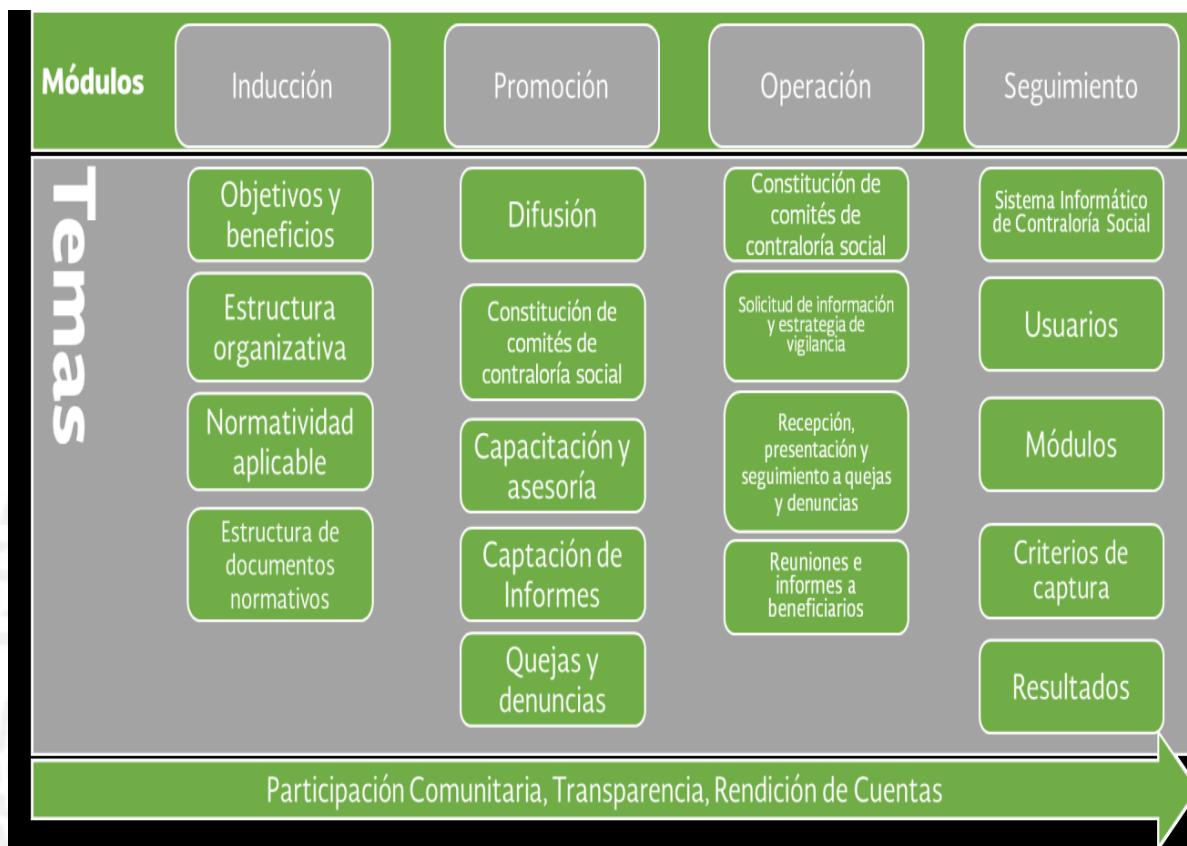 Módulos
Inducción
Promoción
Operación
Seguimiento
Temas
Objetivos y
beneficios
Estructura
organizativa
Normatividad
aplicable
Estructura de
documentos
normativos
Difusión
Constitución de
comités de
contraloría social
Capacitación y
asesoría
Captación de
Informes
Quejas y
denuncias
Constitución de
comités de
contraloría social
Solicitud de información
y estrategia de
vigilancia
Recepción,
presentación y
seguimiento a quejas
y denuncias
Reuniones e
informes a
beneficiarios
Sistema Informático
de Contraloría Social
Usuarios
Módulos
Criterios de
captura
Resultados
Participación Comunitaria, Transparencia, Rendición de Cuentas